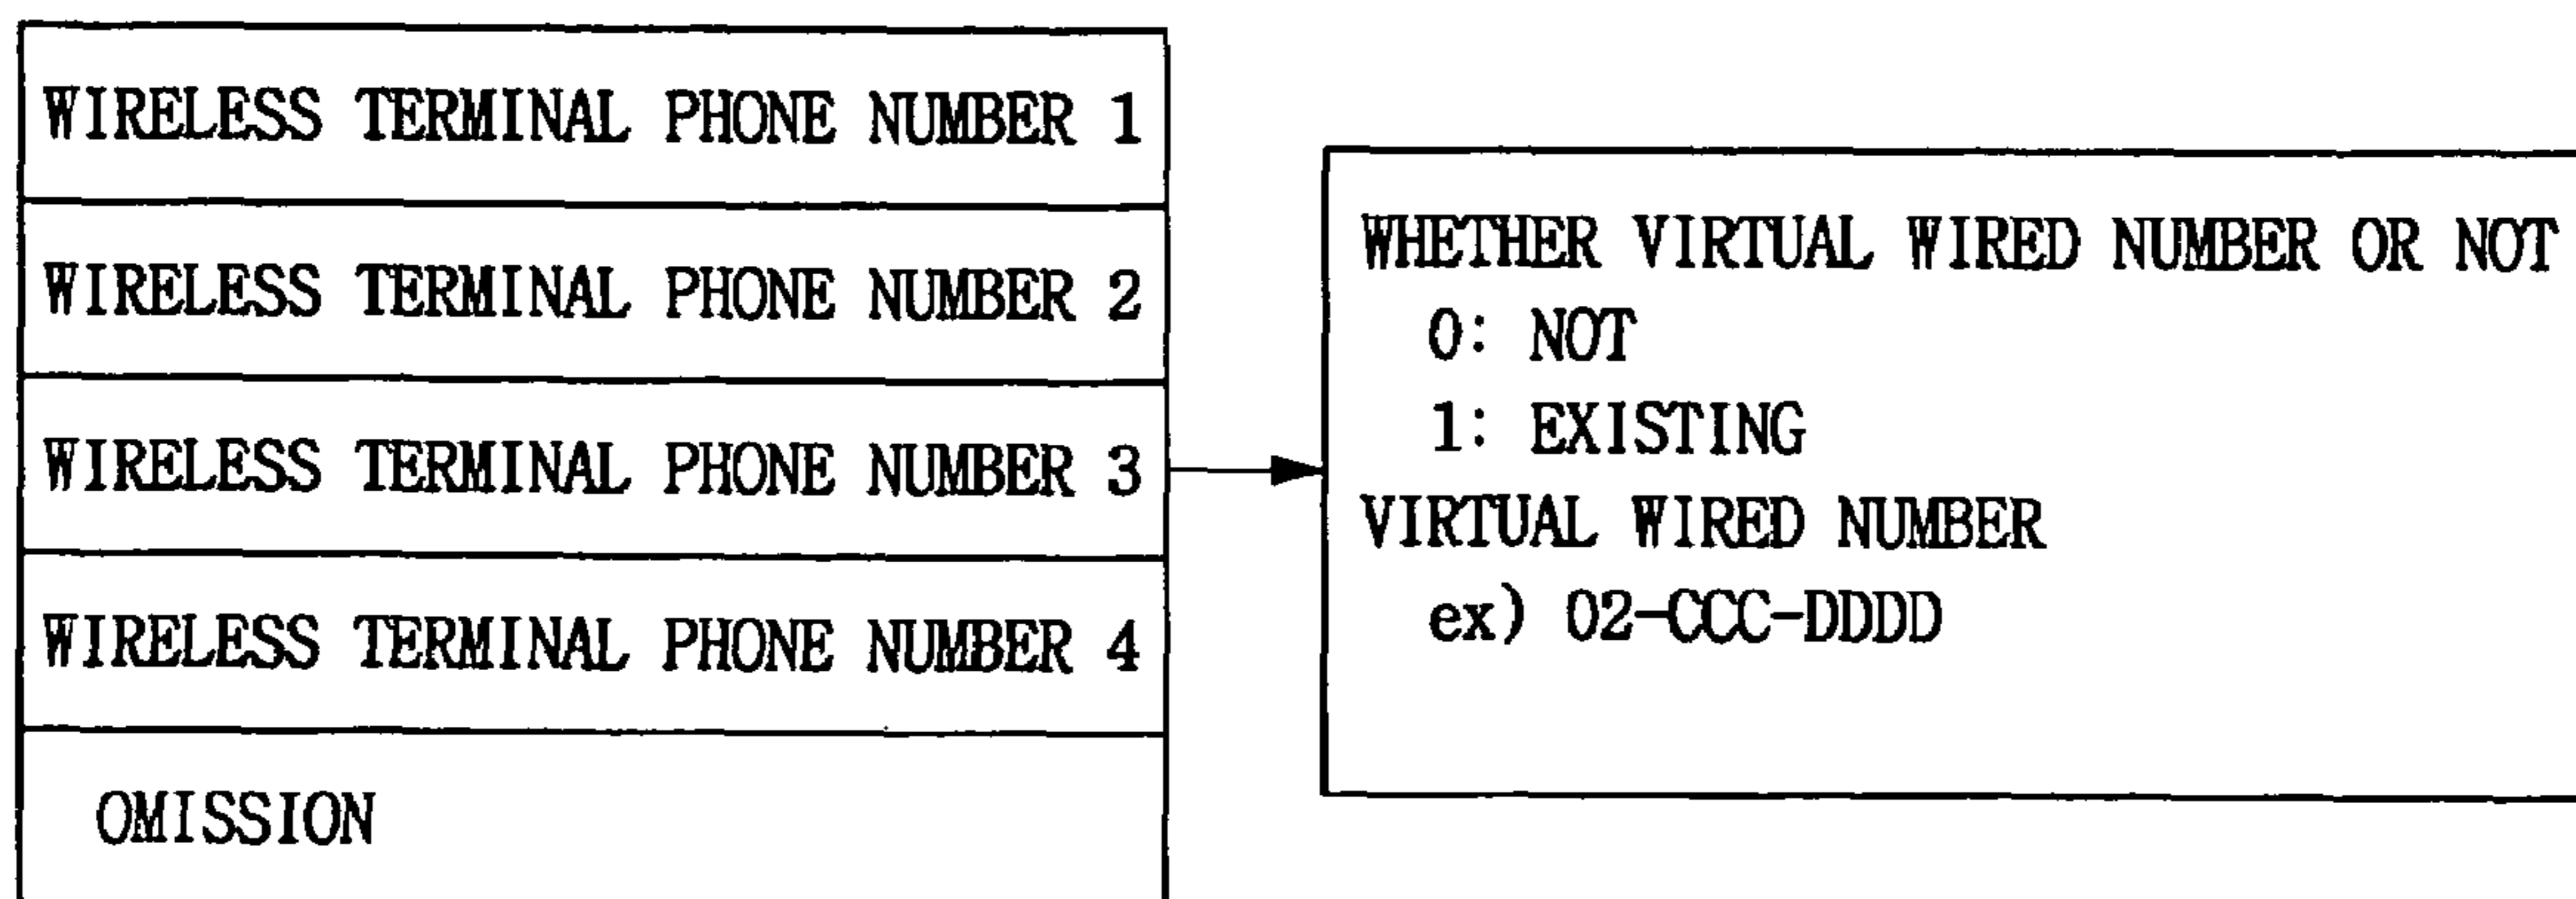 WIRELESS TERMINAL PHONE NUMBER 1
WIRELESS TERMINAL PHONE NUMBER 2
WIRELESS TERMINAL PHONE NUMBER 3
WIRELESS TERMINAL PHONE NUMBER 4
OMISSION
WHETHER VIRTUAL WIRED NUMBER OR NOT
0: NOT
1: EXISTING
VIRTUAL WIRED NUMBER
ex) 02-CCC-DDDD